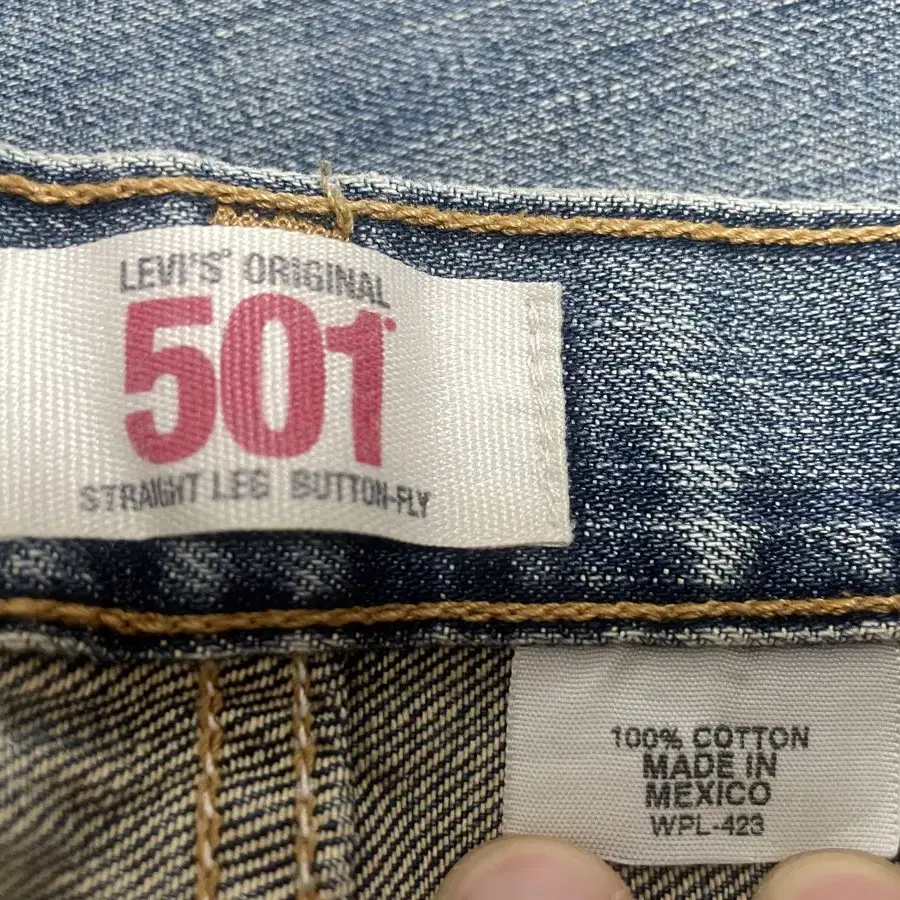 LEVI'S® ORIGINAL
501®
STRAIGHT LEG BUTTON-FLY
100% COTTON
MADE IN
MEXICO
WPL-423